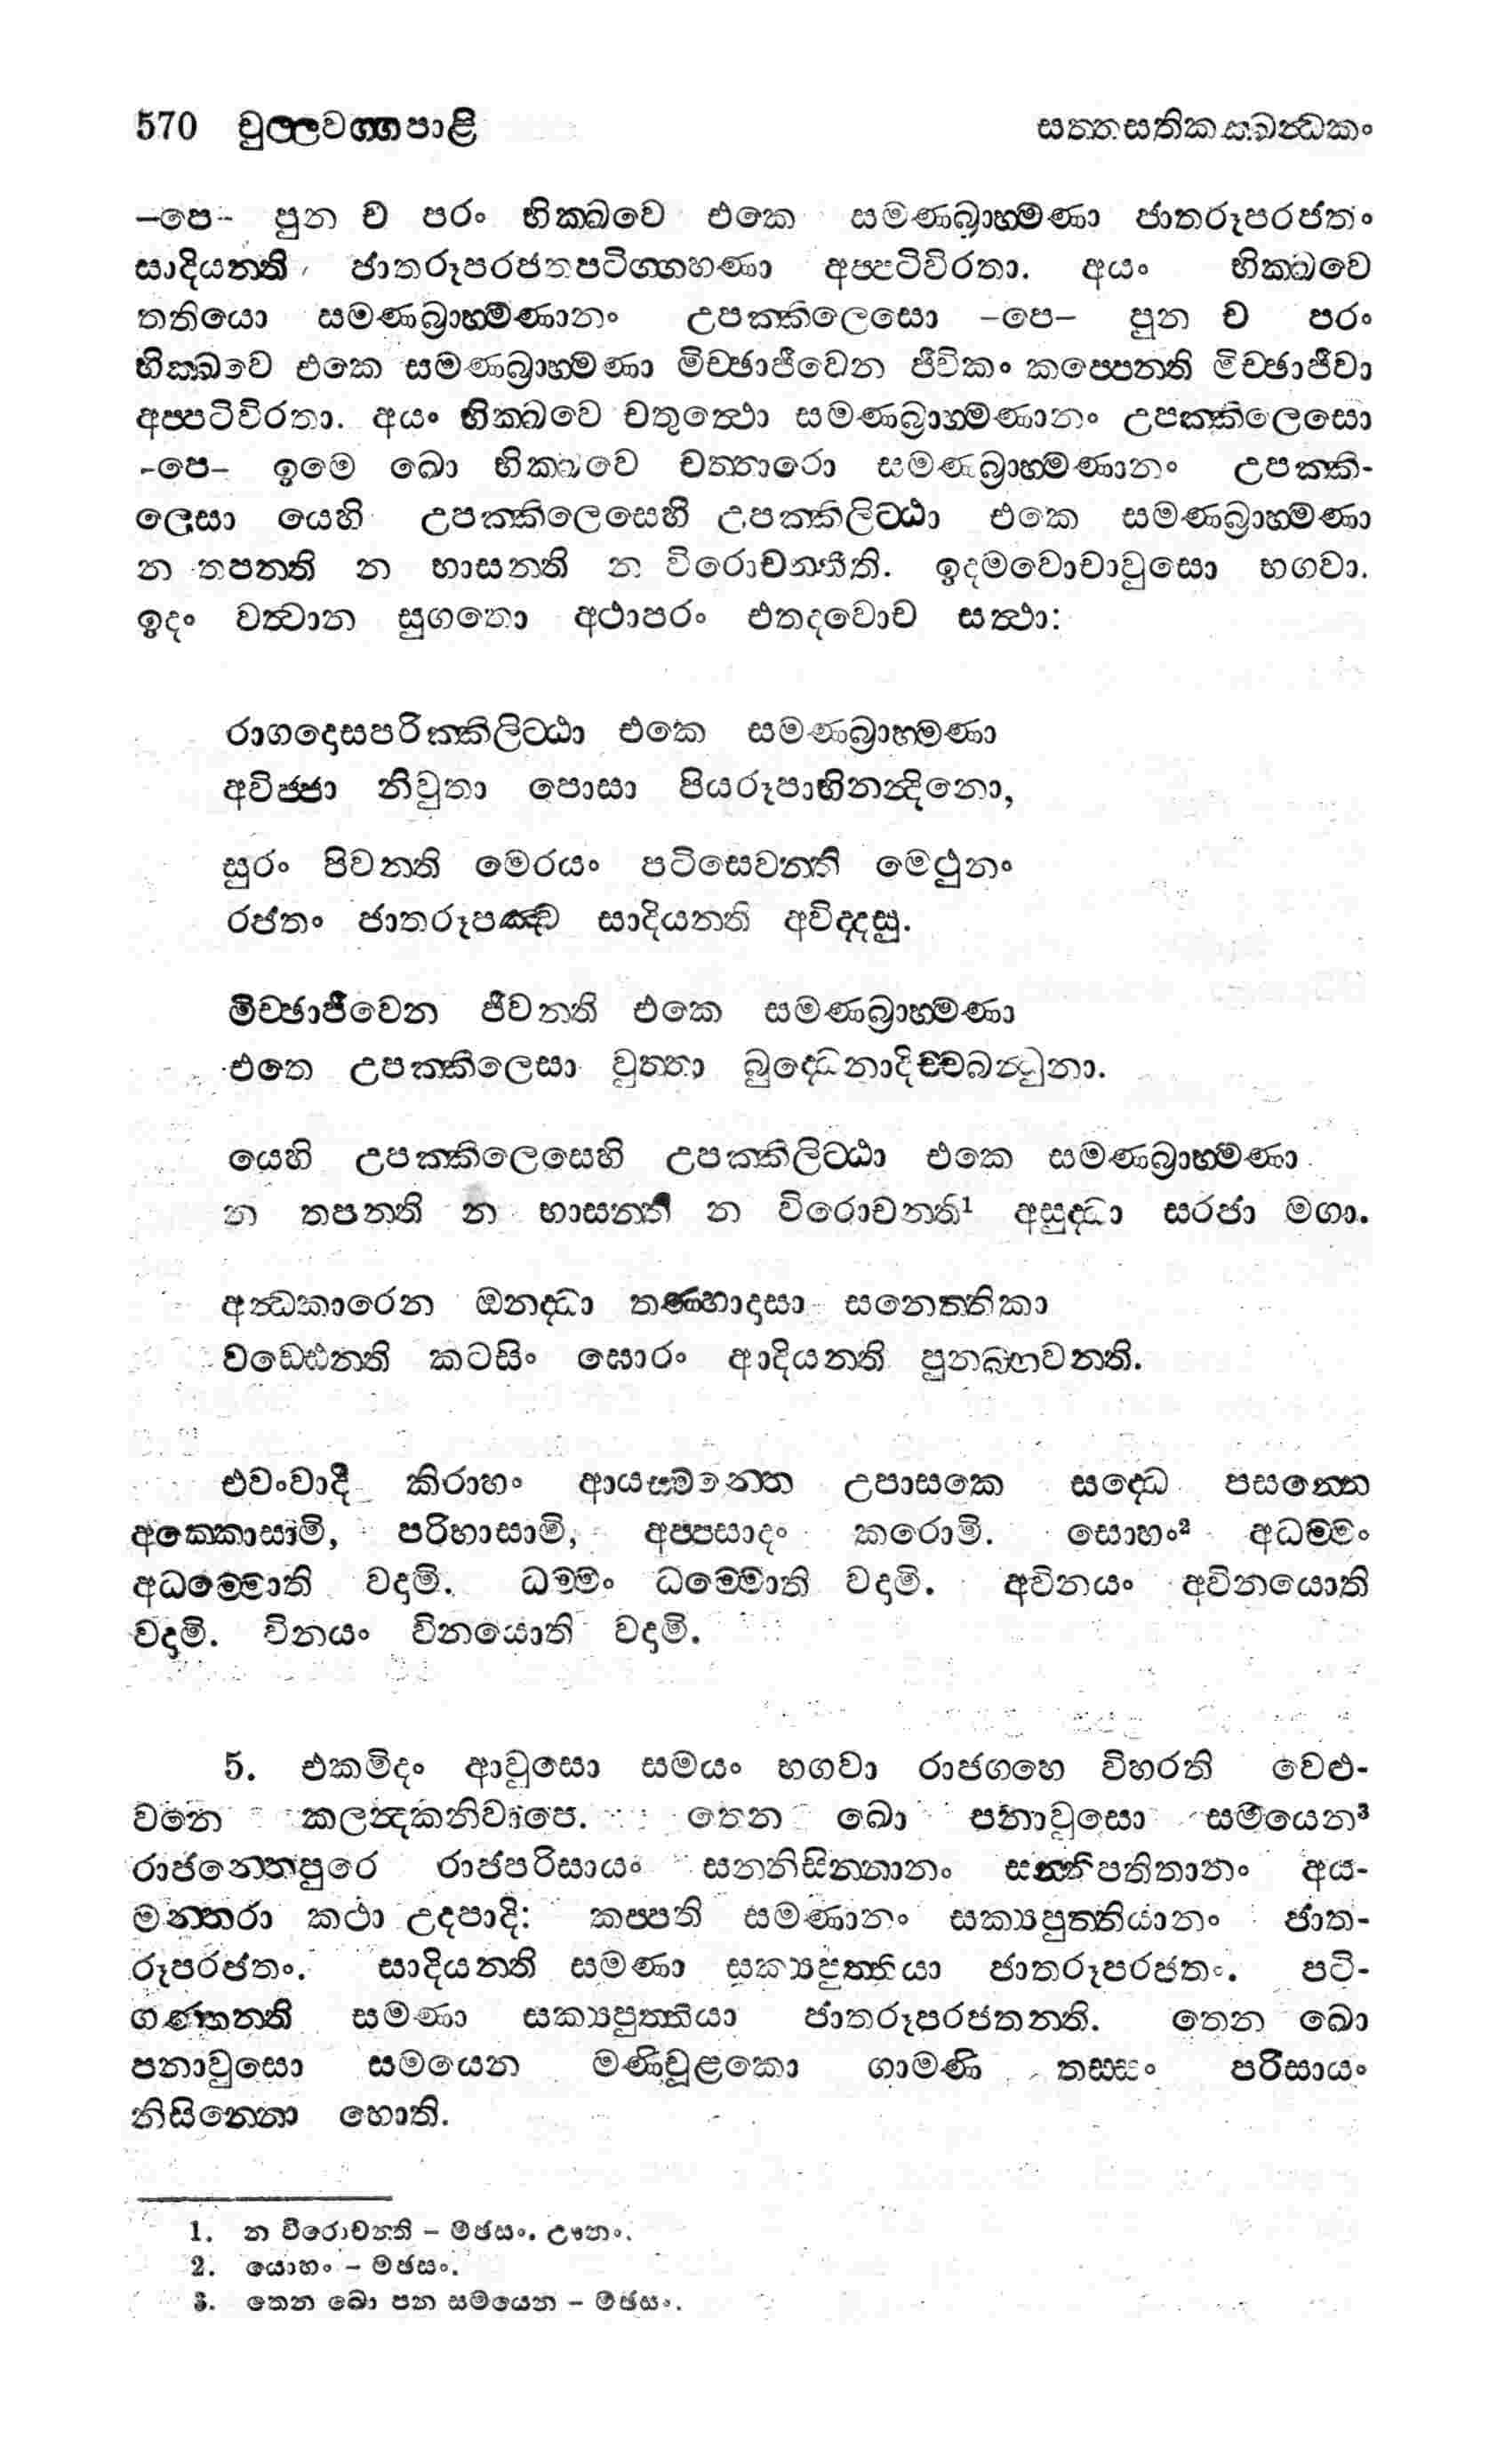 570 චුල්ලවග්ගපාළි සත්තසතිකක්ඛන්ධකං
–පෙ– පුන ච පරං භික්ඛවෙ එකෙ සමණබ්‍රාහ්මණා ජාතරූපරජතං
සාදියන්ති, ජාතරූපරජතපටිග්ගහණා අප්පටිවිරතා. අයං භික්ඛවෙ
තතියො සමණබ්‍රාහ්මණානං උපක්කිලෙසො –පෙ– පුන ච පරං
භික්ඛවෙ එකෙ සමණබ්‍රාහ්මණා මිච්ඡාජීවෙන ජීවිකං කප්පෙන්ති මිච්ඡාජීවා
අප්පටිවිරතා. අයං භික්ඛවෙ චතුත්ථො සමණබ්‍රාහ්මණානං උපක්කිලෙසො
–පෙ– ඉමෙ ඛො භික්ඛවෙ චත්තාරො සමණබ්‍රාහ්මණානං උපක්කි-
ලෙසා යෙහි උපක්කිලෙසෙහි උපක්කිලිට්ඨා එකෙ සමණබ්‍රාහ්මණා
න තපන්ති න භාසන්ති න විරොචන්තීති. ඉදමවොචාවුසො භගවා.
ඉදං වත්වාන සුගතො අථාපරං එතදවොච සත්ථා:
රාගදොසපරික්කිලිට්ඨා එකෙ සමණබ්‍රාහ්මණා
අවිජ්ජා නිවුතා පොසා පියරූපාභිනන්දිනො,
සුරං පිවන්ති මෙරයං පටිසෙවන්ති මෙථුනං
රජතං ජාතරූපඤ්ච සාදියන්ති අවිද්දසු.
මිච්ඡාජීවෙන ජීවන්ති එකෙ සමණබ්‍රාහ්මණා
එතෙ උපක්කිලෙසා වුත්තා බුද්ධෙනාදිච්චබන්ධුනා.
යෙහි උපක්කිලෙසෙහි උපක්කිලිට්ඨා එකෙ සමණබ්‍රාහ්මණා
න තපන්ති න භාසන්ති න විරොචන්ති¹ අසුද්ධා සරජා මගා.
අන්ධකාරෙන ඔනද්ධා තණ්හාදාසා සනෙත්තිකා
වඩ්ඪෙන්ති කටසිං ඝොරං ආදියන්ති පුනබ්භවන්ති.
එවංවාදී කිරාහං ආයස්මන්තෙ උපාසකෙ සද්ධෙ පසන්නෙ
අක්කොසාමි, පරිහාසාමි, අප්පසාදං කරොමි. සොහං² අධම්මං
අධම්මොති වදාමි. ධම්මං ධම්මොති වදාමි. අවිනයං අවිනයොති
වදාමි. විනයං විනයොති වදාමි.
5. එකමිදං ආවුසො සමයං භගවා රාජගහෙ විහරති වෙළු-
වනෙ කලන්දකනිවාපෙ. තෙන ඛො පනාවුසො සමයෙන³
රාජන්තෙපුරෙ රාජපරිසායං සන්නිසින්නානං සන්නිපතිතානං අය-
මන්තරා කථා උදපාදි: කප්පති සමණානං සක්‍යපුත්තියානං ජාත-
රූපරජතං. සාදියන්ති සමණා සක්‍යපුත්තියා ජාතරූපරජතං. පටි-
ගණ්හන්ති සමණා සක්‍යපුත්තියා ජාතරූපරජතන්ති. තෙන ඛො
පනාවුසො සමයෙන මණිචූළකො ගාමණි තස්සං පරිසායං
නිසින්නො හොති.
1. න වීරොචන්ති – මඡසං. ඌනං.
2. යොහං – මඡසං.
3. තෙන ඛො පන සමයෙන – මඡසං.